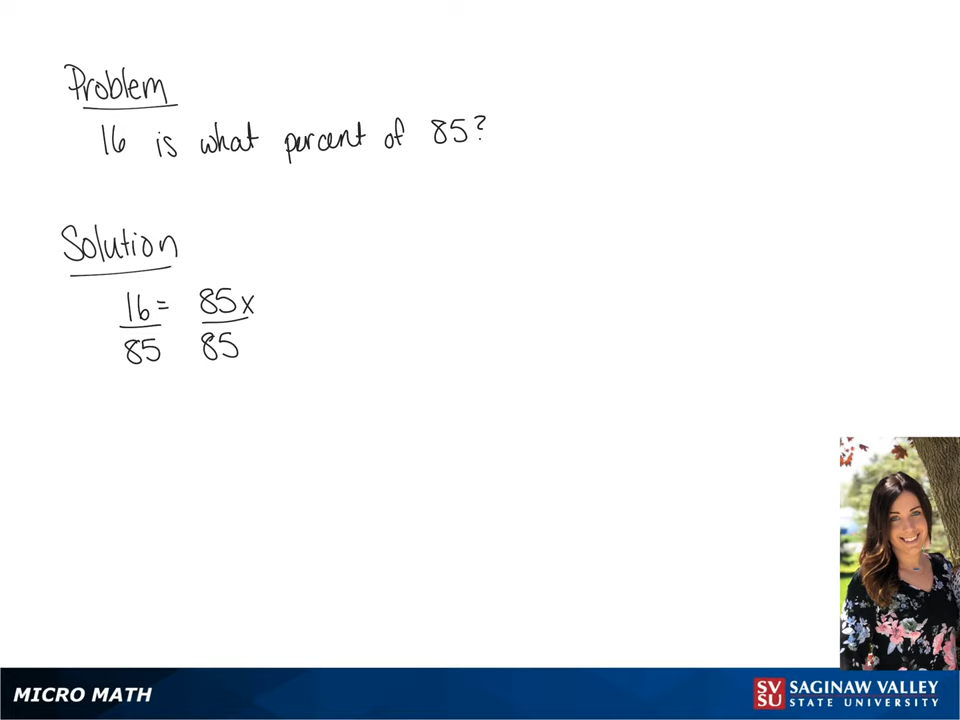 Problem
16 is what percent of 85?
Solution
16 = 85x
85 85
MICRO MATH
SV SU SAGINAW VALLEY
STATE UNIVERSITY